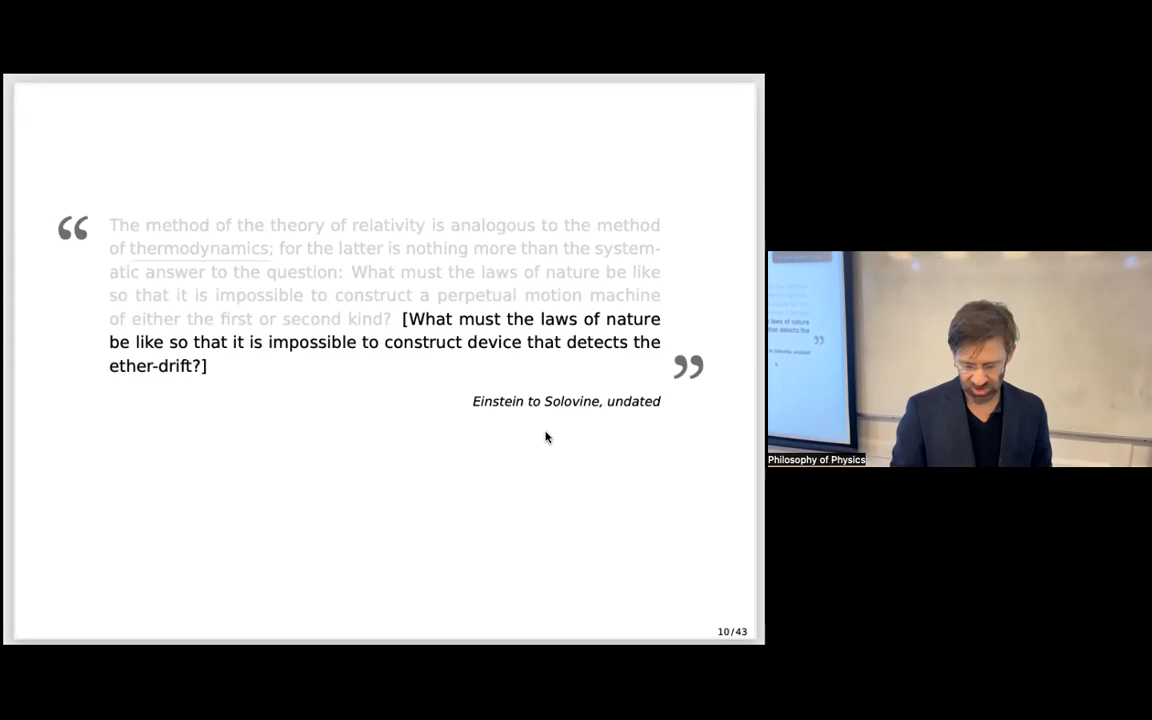 “ The method of the theory of relativity is analogous to the method
of thermodynamics; for the latter is nothing more than the system-
atic answer to the question: What must the laws of nature be like
so that it is impossible to construct a perpetual motion machine
of either the first or second kind? [What must the laws of nature
be like so that it is impossible to construct device that detects the
ether-drift?] ”
Einstein to Solovine, undated
10/43
Philosophy of Physics